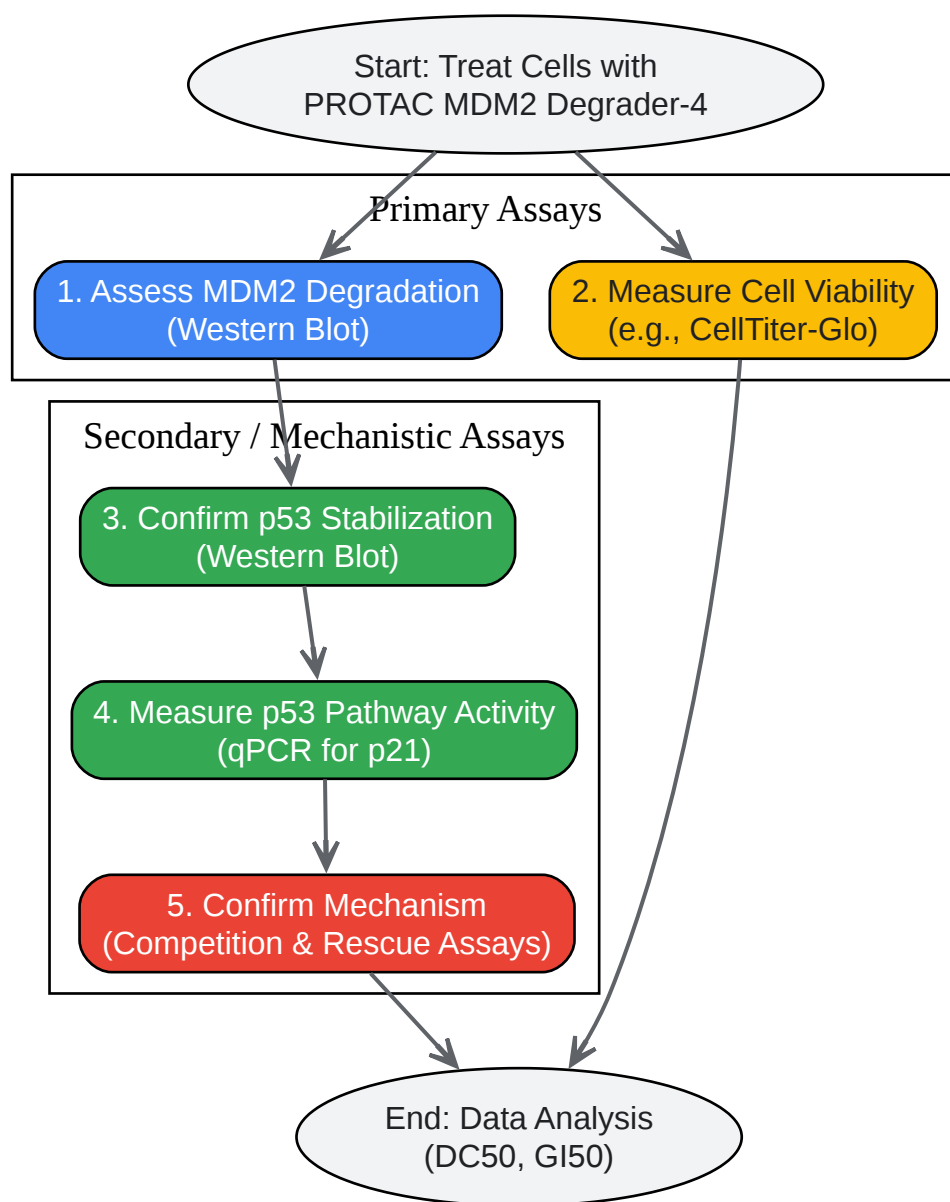 Start: Treat Cells with
PROTAC MDM2 Degrader-4
Primary Assays
1. Assess MDM2 Degradation
(Western Blot)
2. Measure Cell Viability
(e.g., CellTiter-Glo)
Secondary / Mechanistic Assays
3. Confirm p53 Stabilization
(Western Blot)
4. Measure p53 Pathway Activity
(qPCR for p21)
5. Confirm Mechanism
(Competition & Rescue Assays)
End: Data Analysis
(DC50, GI50)